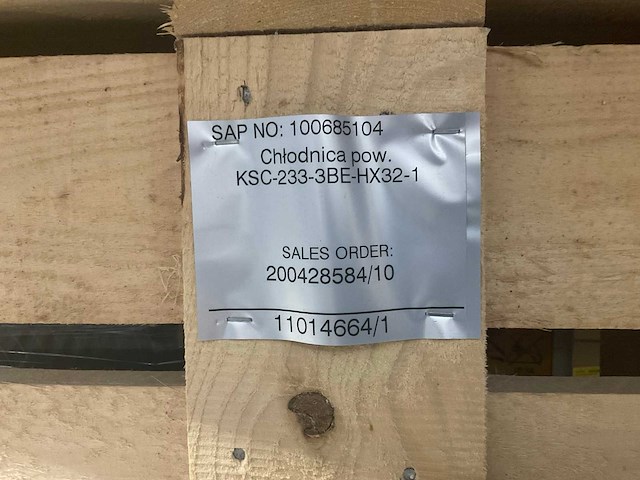 SAP NO: 100685104
Chłodnica pow.
KSC-233-3BE-HX32-1
SALES ORDER:
200428584/10
11014664/1